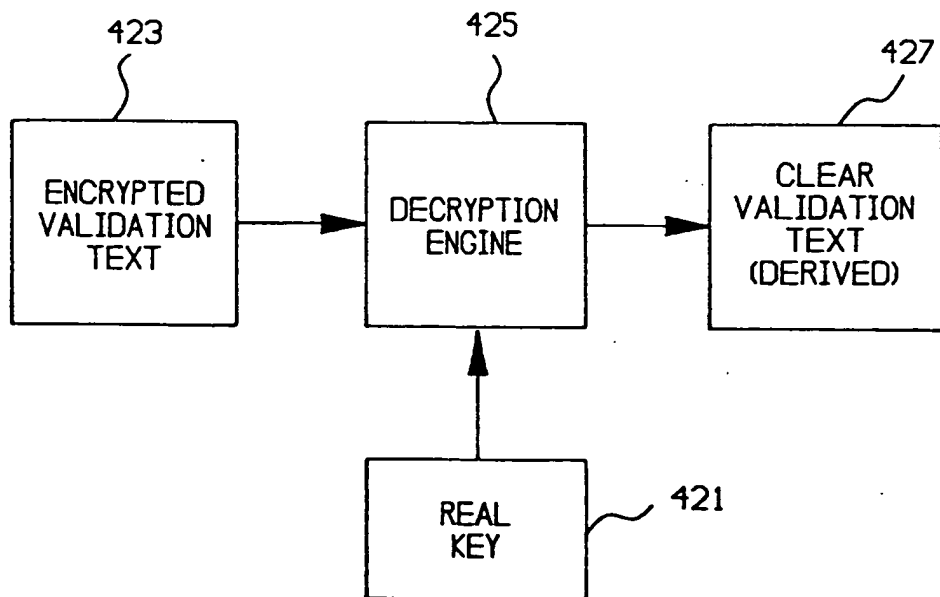 423
425
427
ENCRYPTED
VALIDATION
TEXT
DECRYPTION
ENGINE
CLEAR
VALIDATION
TEXT
(DERIVED)
REAL
KEY
421